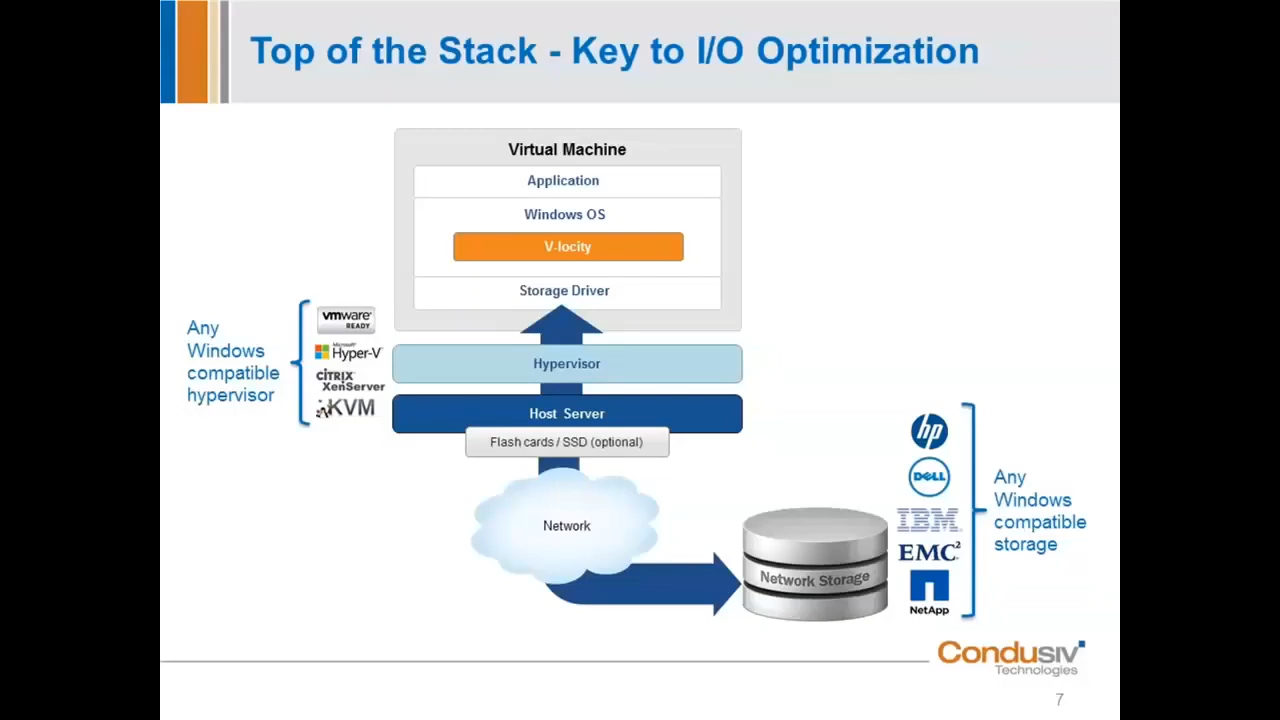 Top of the Stack - Key to I/O Optimization
Virtual Machine
Application
Windows OS
V-locity
Storage Driver
Any
Windows
compatible
hypervisor
vmware
READY
Microsoft
Hyper-V
CITRIX
XenServer
KVM
Hypervisor
Host Server
Flash cards / SSD (optional)
Network
Network Storage
hp
DELL
IBM
EMC²
NetApp
Any
Windows
compatible
storage
Condusiv
Technologies
7